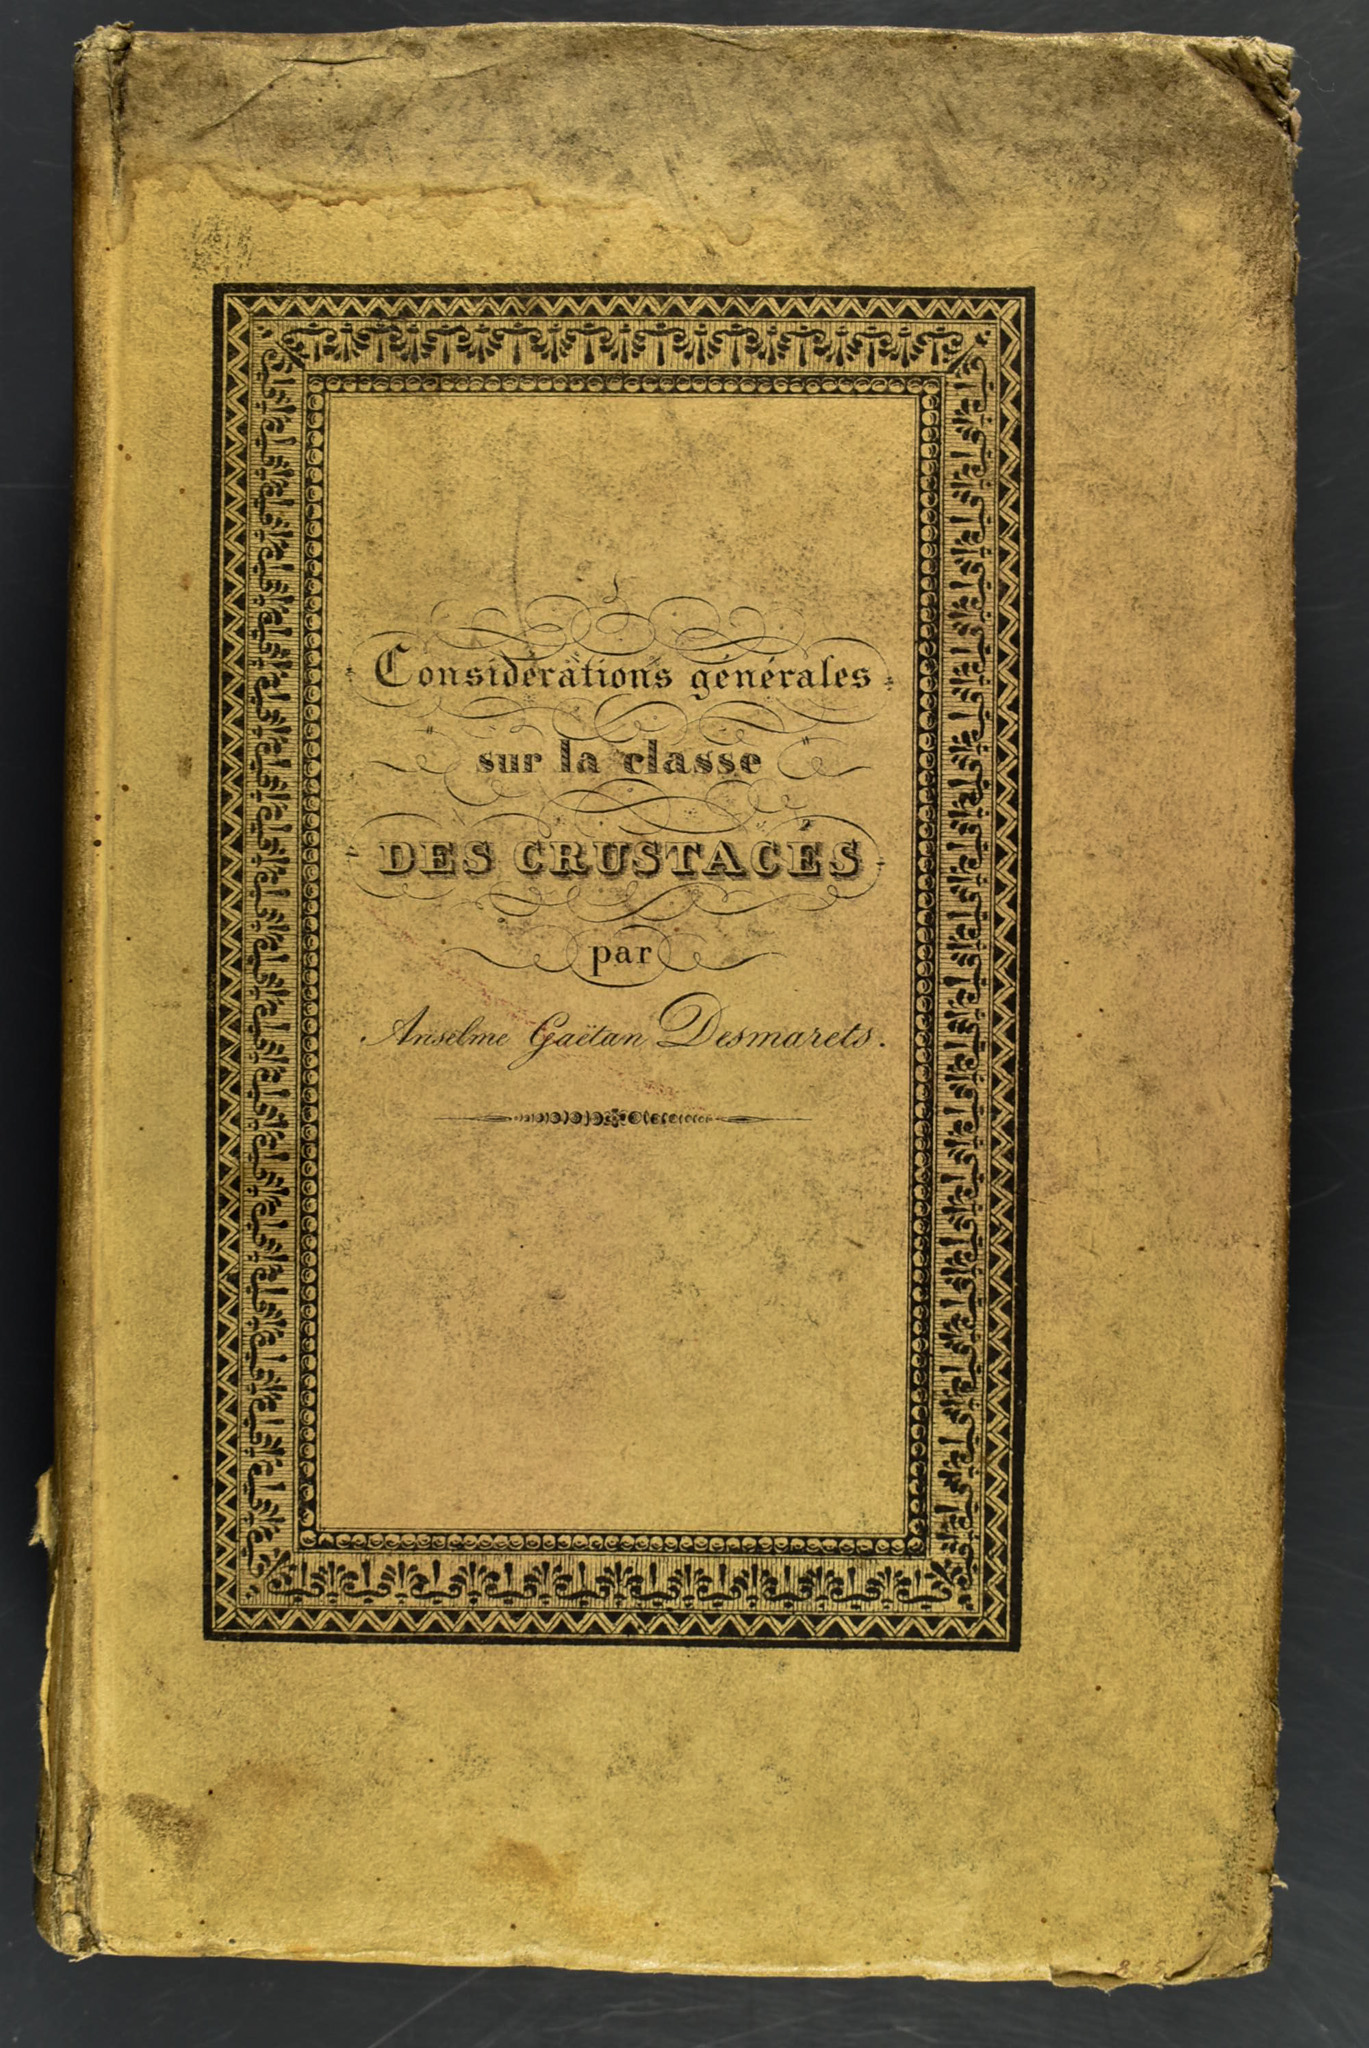 Considérations générales
sur la classe
DES CRUSTACÉS
par
Anselme Gaëtan Desmarets.